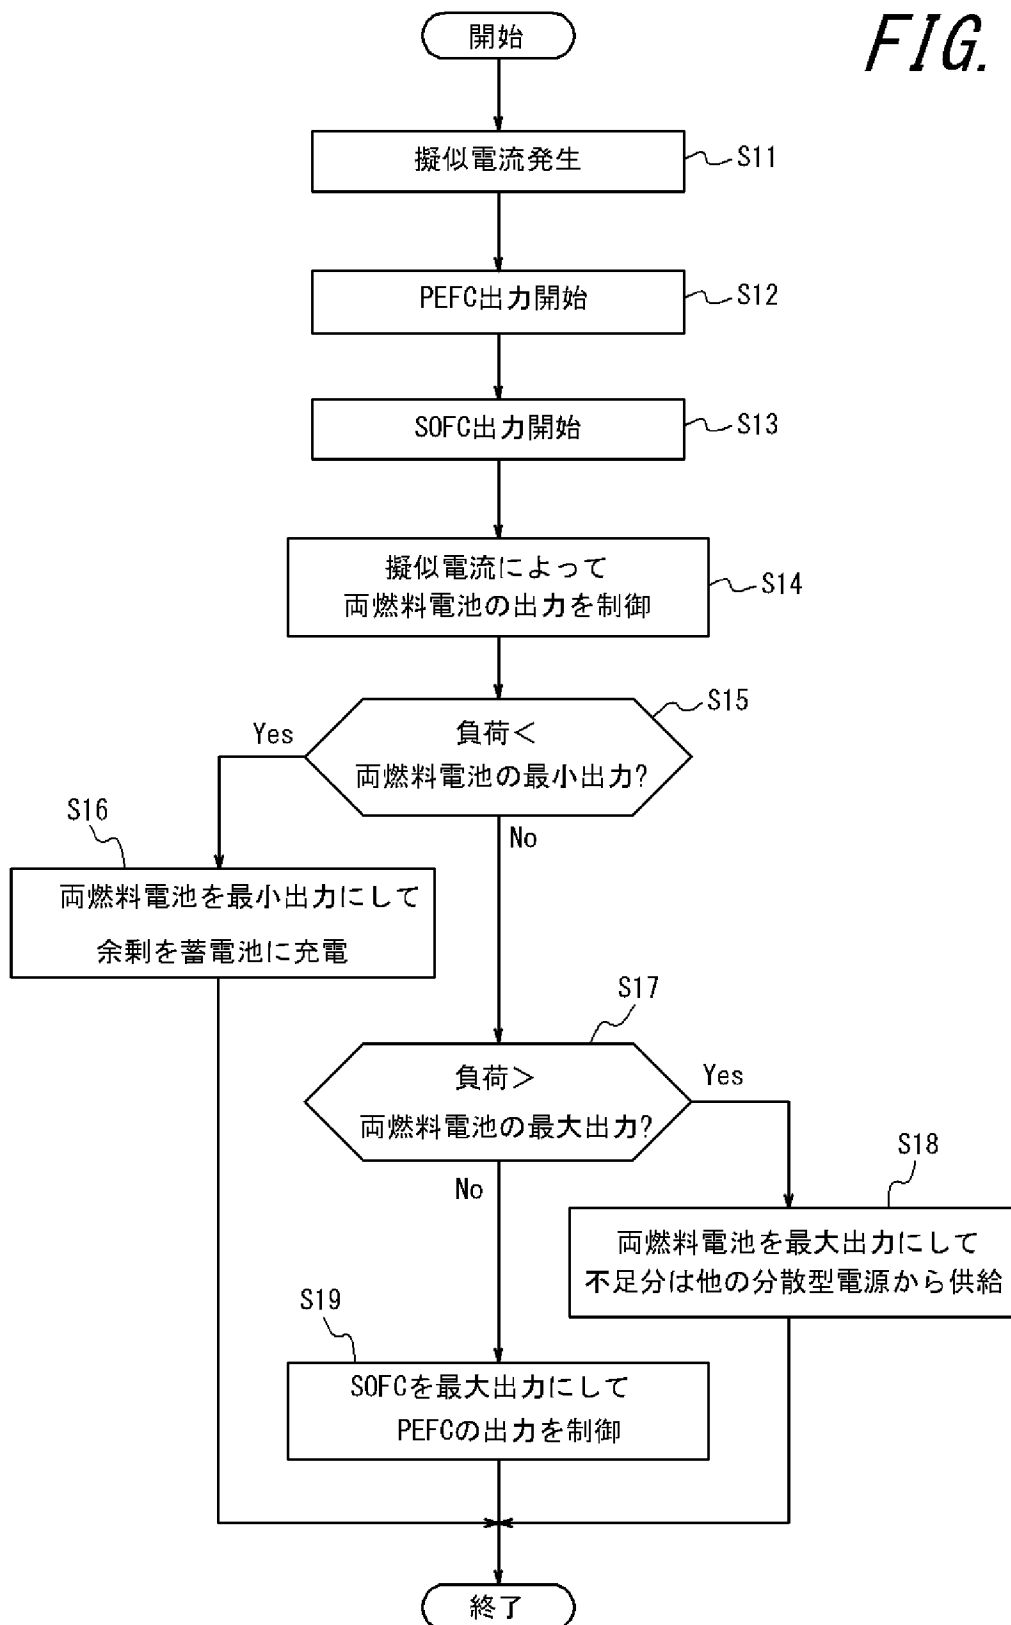 FIG.
開始
擬似電流発生
S11
PEFC出力開始
S12
SOFC出力開始
S13
擬似電流によって
両燃料電池の出力を制御
S14
負荷<
両燃料電池の最小出力?
S15
Yes
No
S16
両燃料電池を最小出力にして
余剰を蓄電池に充電
S17
負荷>
両燃料電池の最大出力?
Yes
No
S18
両燃料電池を最大出力にして
不足分は他の分散型電源から供給
S19
SOFCを最大出力にして
PEFCの出力を制御
終了